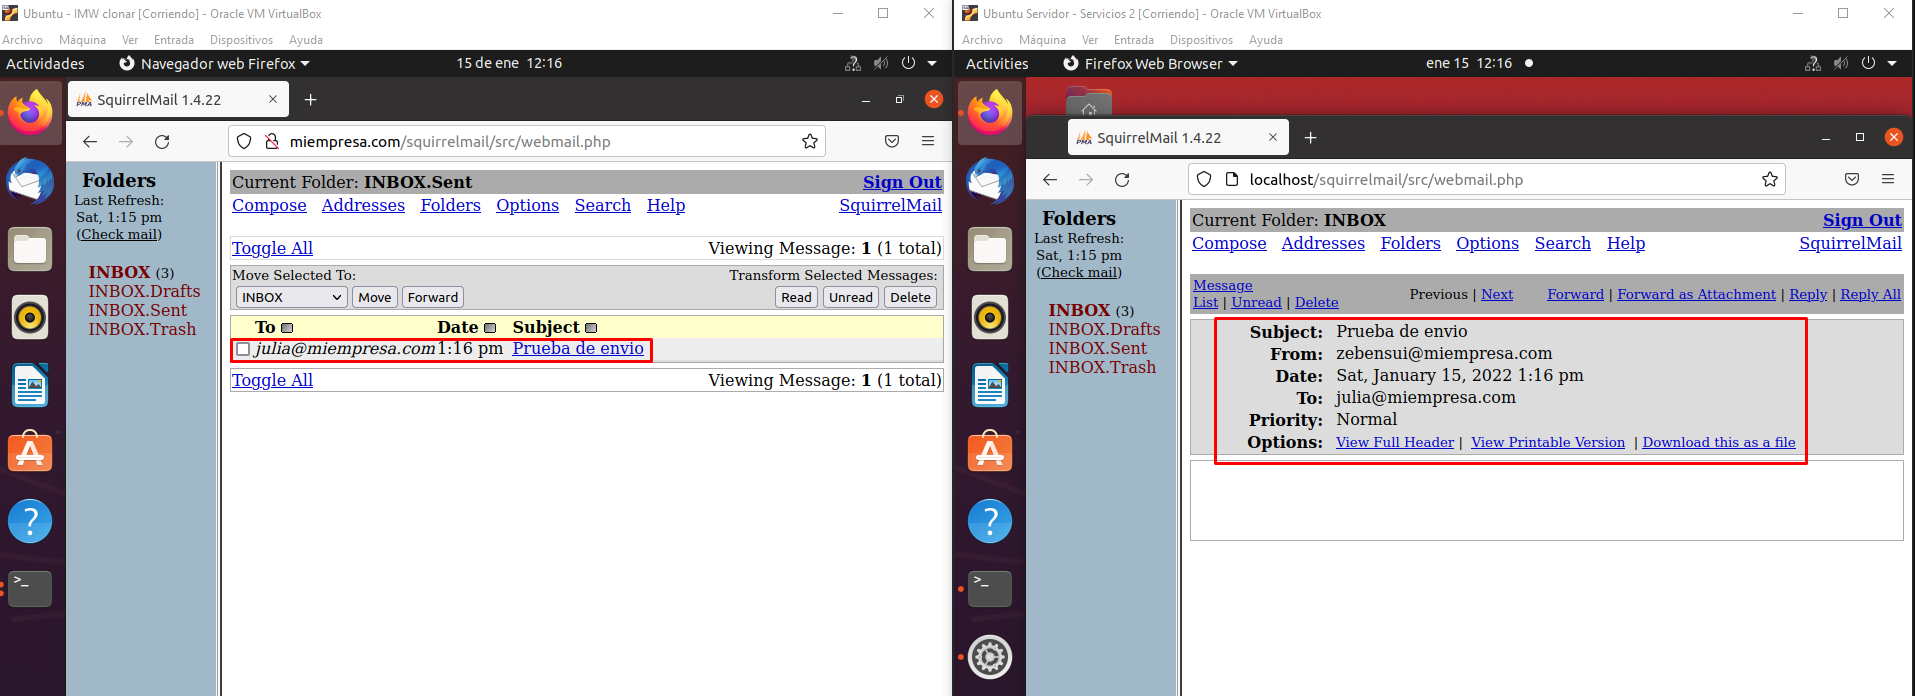 Ubuntu - IMW clonar [Corriendo] - Oracle VM VirtualBox
Archivo Máquina Ver Entrada Dispositivos Ayuda
Actividades Navegador web Firefox 15 de ene 12:16
PMA SquirrelMail 1.4.22
miempresa.com/squirrelmail/src/webmail.php
Folders
Last Refresh:
Sat, 1:15 pm
(Check mail)
INBOX (3)
INBOX.Drafts
INBOX.Sent
INBOX.Trash
Current Folder: INBOX.Sent Sign Out
Compose Addresses Folders Options Search Help SquirrelMail
Toggle All Viewing Message: 1 (1 total)
Move Selected To: Transform Selected Messages:
INBOX Move Forward Read Unread Delete
To Date Subject
julia@miempresa.com 1:16 pm Prueba de envio
Toggle All Viewing Message: 1 (1 total)
Ubuntu Servidor - Servicios 2 [Corriendo] - Oracle VM VirtualBox
Archivo Máquina Ver Entrada Dispositivos Ayuda
Activities Firefox Web Browser ene 15 12:16
PMA SquirrelMail 1.4.22
localhost/squirrelmail/src/webmail.php
Folders
Last Refresh:
Sat, 1:15 pm
(Check mail)
INBOX (3)
INBOX.Drafts
INBOX.Sent
INBOX.Trash
Current Folder: INBOX Sign Out
Compose Addresses Folders Options Search Help SquirrelMail
Message
List | Unread | Delete Previous | Next Forward | Forward as Attachment | Reply | Reply All
Subject: Prueba de envio
From: zebensui@miempresa.com
Date: Sat, January 15, 2022 1:16 pm
To: julia@miempresa.com
Priority: Normal
Options: View Full Header | View Printable Version | Download this as a file